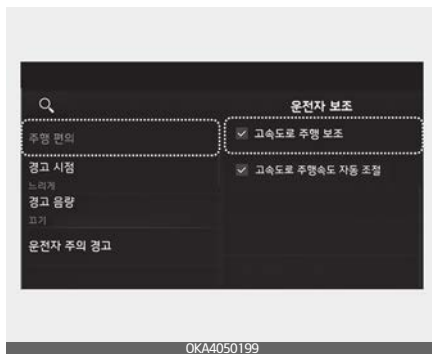 운전자 보조
주행 편의
경고 시점
느리게
경고 음량
끄기
운전자 주의 경고
고속도로 주행 보조
고속도로 주행속도 자동 조절
OKA4050199